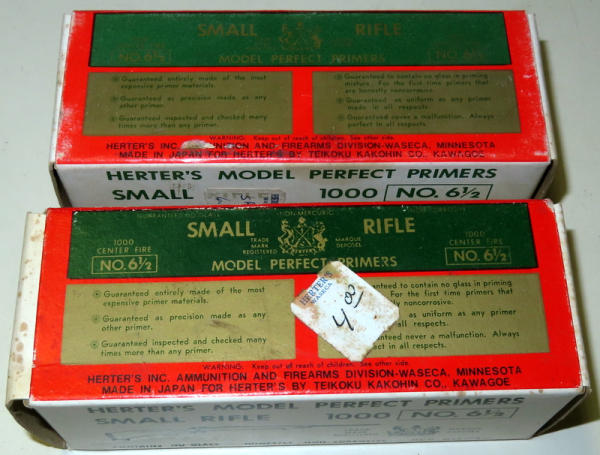 SMALL RIFLE
NO. 6½
MODEL PERFECT PRIMERS
Guaranteed entirely made of the most
expensive primer materials.
Guaranteed as precision made as any
other primer.
Guaranteed inspected and checked many
times more than any primer.
Guaranteed to contain no glass in priming
mixture. For the first time primers that
are honestly noncorrosive.
Guaranteed as uniform as any primer
made in all respects.
Guaranteed never a malfunction. Always
perfect in all respects.
WARNING: Keep out of reach of children. See other side.
HERTER'S INC. AND FIREARMS DIVISION-WASECA, MINNESOTA
MADE IN JAPAN FOR HERTER'S BY TEIKOKU KAKOHIN CO., KAWAGOE
HERTER'S MODEL PERFECT PRIMERS
SMALL 1000 NO. 6½
SMALL RIFLE
1000
CENTER FIRE
NO. 6½
TRADE
MARK
REGISTERED
MARQUE
DEPOSEE
1000
CENTER FIRE
NO. 6½
MODEL PERFECT PRIMERS
Guaranteed entirely made of the most
expensive primer materials.
Guaranteed as precision made as any
other primer.
Guaranteed inspected and checked many
times more than any primer.
HERTER'S
WASECA
4.00
to contain no glass in priming
For the first time primers that
noncorrosive.
as uniform as any primer
all respects.
never a malfunction. Always
in all respects.
WARNING: Keep out of reach of children. See other side.
HERTER'S INC. AMMUNITION AND FIREARMS DIVISION-WASECA, MINNESOTA
MADE IN JAPAN FOR HERTER'S BY TEIKOKU KAKOHIN CO., KAWAGOE
HERTER'S MODEL PERFECT PRIMERS
SMALL RIFLE 1000 NO. 6½